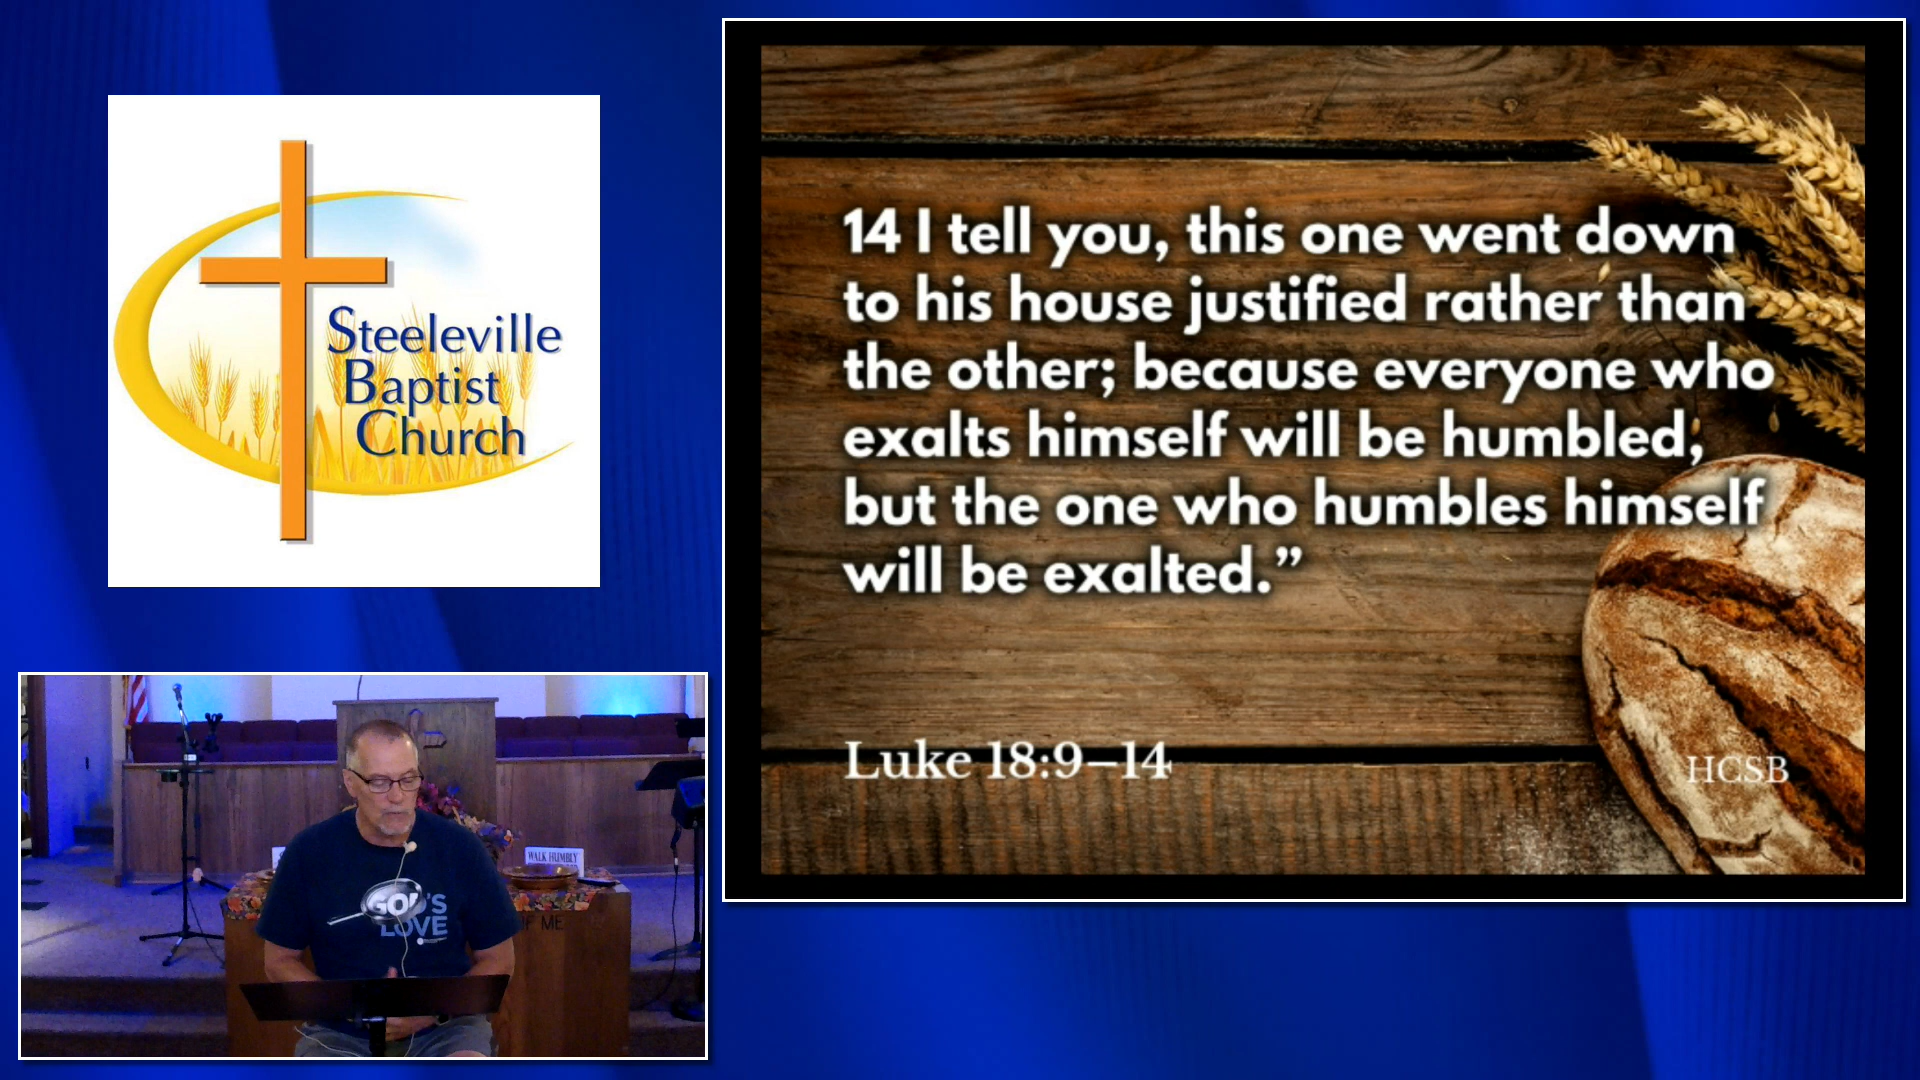 Steeleville
Baptist
Church
14 I tell you, this one went down
to his house justified rather than
the other; because everyone who
exalts himself will be humbled,
but the one who humbles himself
will be exalted.”
Luke 18:9–14
HCSB
WALK HUMBLY
GOD'S
LOVE
OF ME